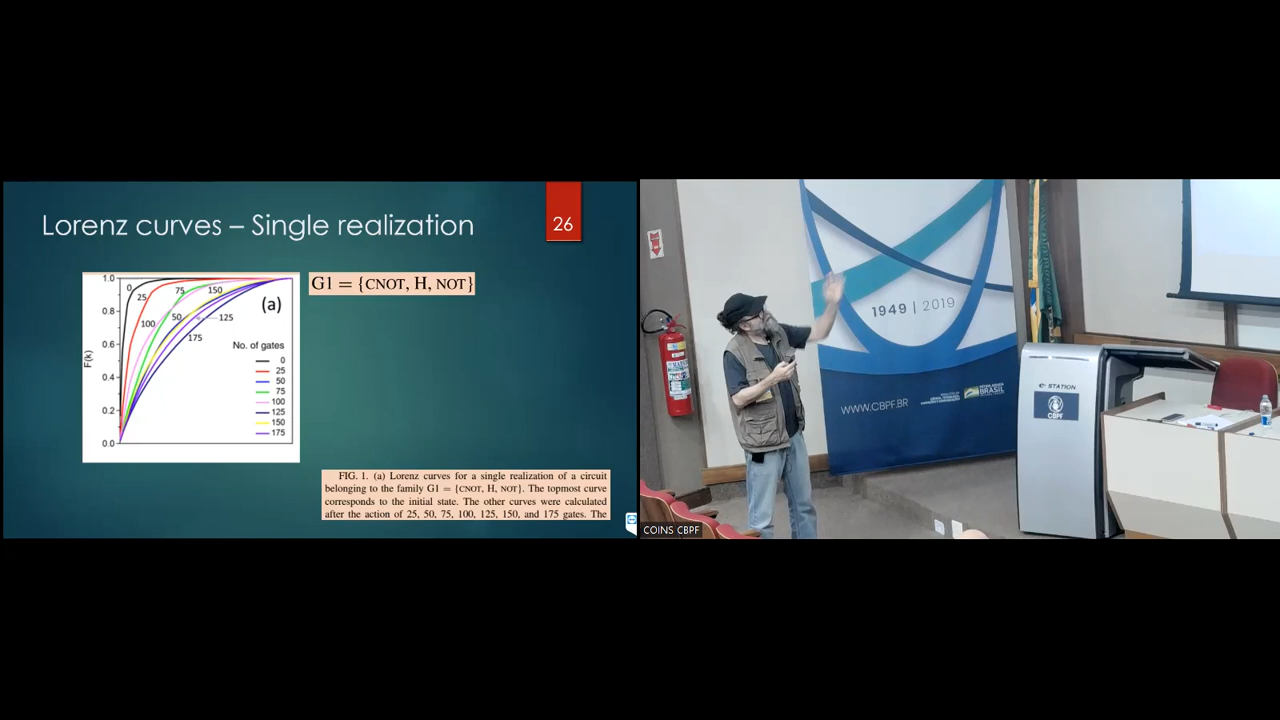 Lorenz curves – Single realization
26
G1 = {CNOT, H, NOT}
1.0
0.8
0.6
0.4
0.2
0.0
F(k)
0
25
75
150
100
50
125
175
(a)
No. of gates
0
25
50
75
100
125
150
175
FIG. 1. (a) Lorenz curves for a single realization of a circuit
belonging to the family G1 = {CNOT, H, NOT}. The topmost curve
corresponds to the initial state. The other curves were calculated
after the action of 25, 50, 75, 100, 125, 150, and 175 gates. The
1949 | 2019
WWW.CBPF.BR
BRASIL
e-STATION
CBPF
COINS CBPF